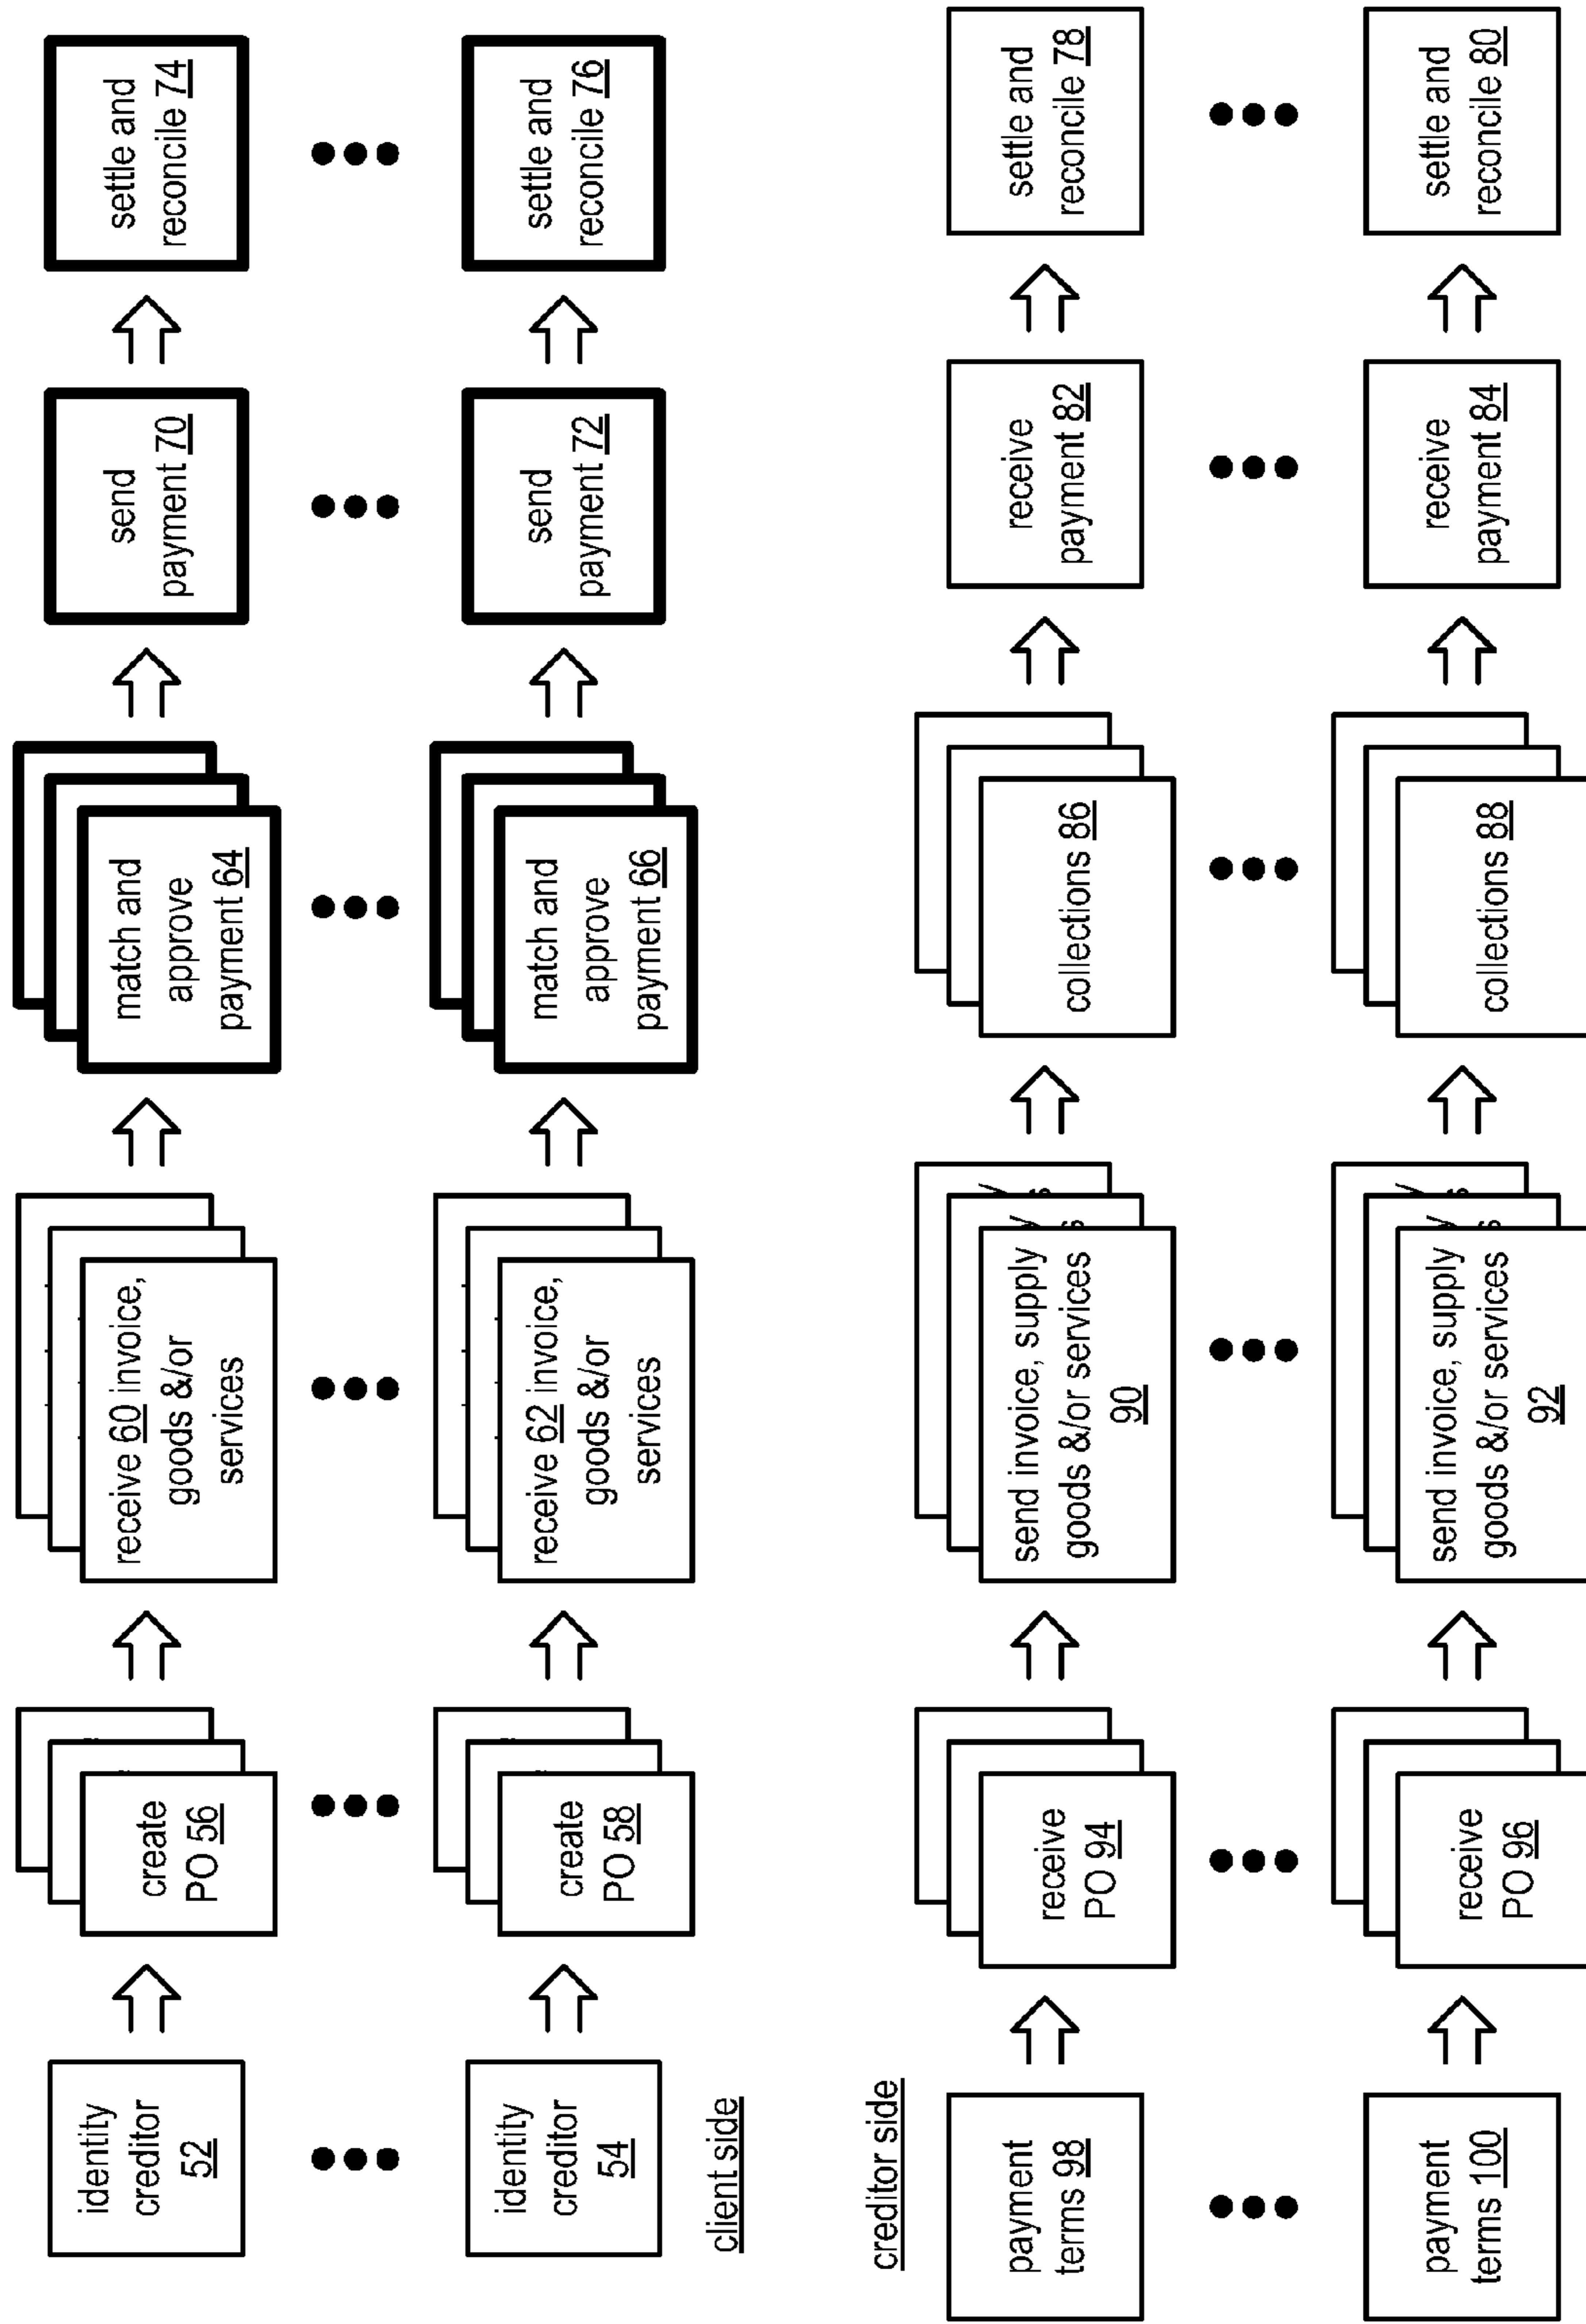 identity
creditor
52
create
PO 56
receive 60 invoice,
goods &/or
services
match and
approve
payment 64
send
payment 70
settle and
reconcile 74
identity
creditor
54
create
PO 58
receive 62 invoice,
goods &/or
services
match and
approve
payment 66
send
payment 72
settle and
reconcile 76
client side
creditor side
payment
terms 98
receive
PO 94
send invoice, supply
goods &/or services
90
collections 86
receive
payment 82
settle and
reconcile 78
payment
terms 100
receive
PO 96
send invoice, supply
goods &/or services
92
collections 88
receive
payment 84
settle and
reconcile 80